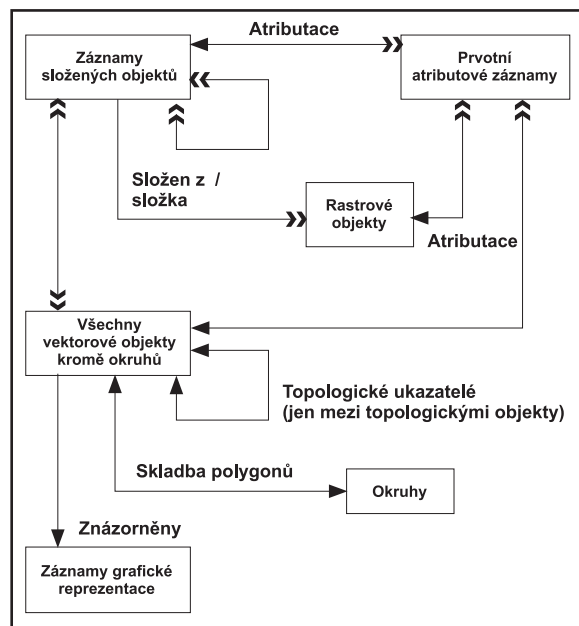 Atributace
Záznamy
složených objektů
Prvotní
atributové záznamy
Složen z /
složka
Rastrové
objekty
Atributace
Všechny
vektorové objekty
kromě okruhů
Topologické ukazatelé
(jen mezi topologickými objekty)
Skladba polygonů
Okruhy
Znázorněny
Záznamy grafické
reprezentace